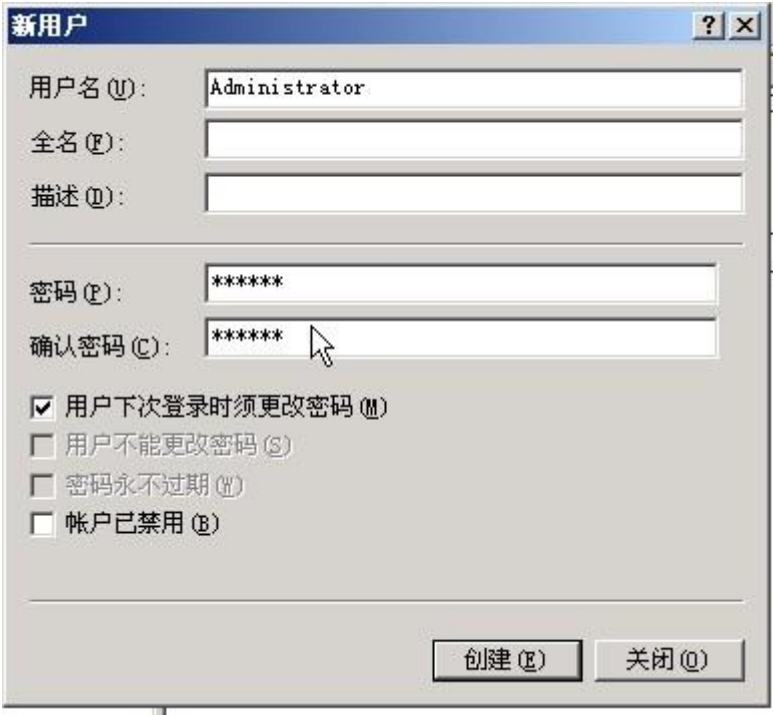 新用户
用户名(U): Administrator
全名(F):
描述(D):
密码(P): ******
确认密码(C): ******
用户下次登录时须更改密码(M)
用户不能更改密码(S)
密码永不过期(W)
帐户已禁用(B)
创建(E) 关闭(O)